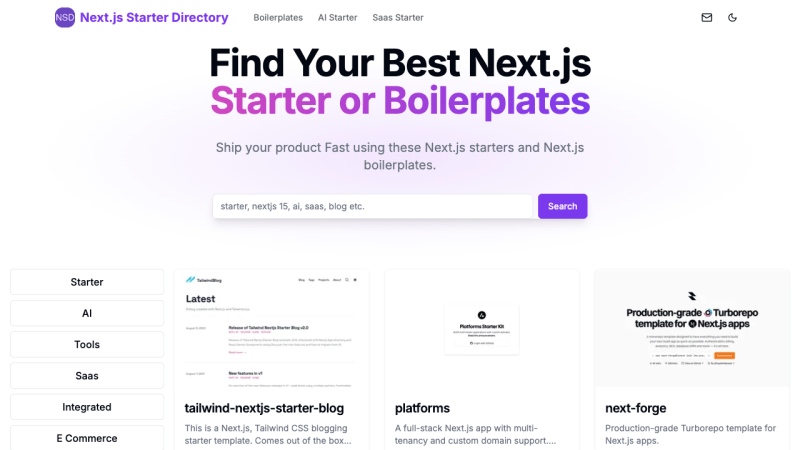 NSD Next.js Starter Directory
Boilerplates
AI Starter
Saas Starter
Find Your Best Next.js
Starter or Boilerplates
Ship your product Fast using these Next.js starters and Next.js
boilerplates.
starter, nextjs 15, ai, saas, blog etc.
Search
Starter
AI
Tools
Saas
Integrated
E Commerce
TailwindBlog
Blog Tags Projects About
Latest
Release of Tailwind Nextjs Starter Blog v2.0
New features in v1
tailwind-nextjs-starter-blog
This is a Next.js, Tailwind CSS blogging
starter template. Comes out of the box...
Platforms Starter Kit
platforms
A full-stack Next.js app with multi-
tenancy and custom domain support....
Production-grade Turborepo
template for Next.js apps
next-forge
Production-grade Turborepo template for
Next.js apps.